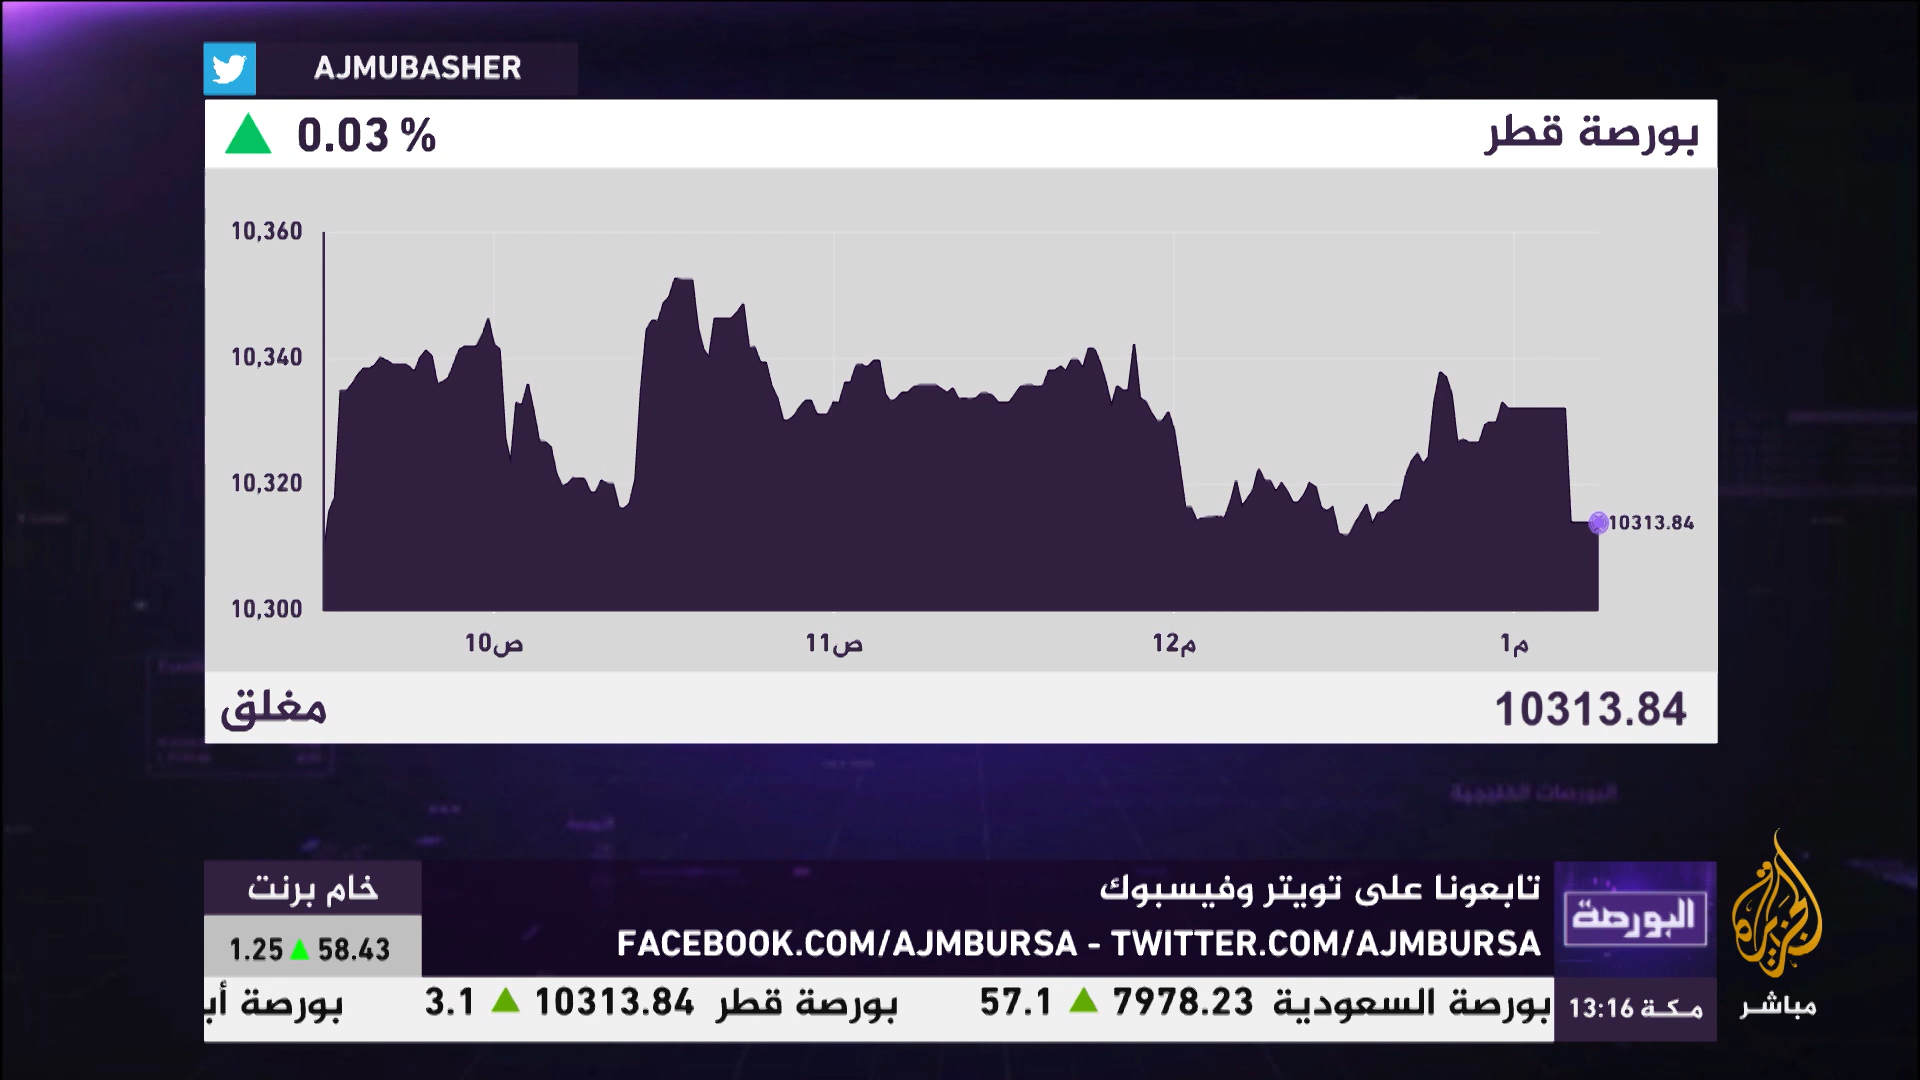 AJMUBASHER
بورصة قطر
0.03 %
10,360
10,340
10,320
10,300
10313.84
10ص
11ص
12م
1م
10313.84
مغلق
البورصة
تابعونا على تويتر وفيسبوك
FACEBOOK.COM/AJMBURSA - TWITTER.COM/AJMBURSA
خام برنت
58.43 1.25
مكة 13:16
بورصة السعودية 7978.23 57.1 بورصة قطر 10313.84 3.1 بورصة أب
الجزيرة
مباشر
البورصات الخليجية